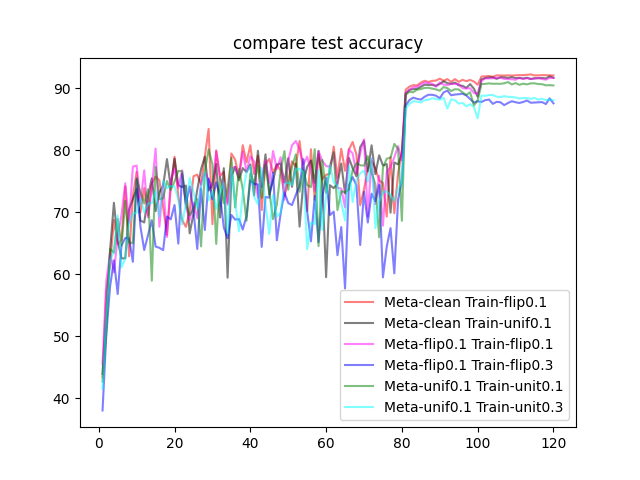 compare test accuracy
90
80
70
60
50
40
0
20
40
60
80
100
120
Meta-clean Train-flip0.1
Meta-clean Train-unif0.1
Meta-flip0.1 Train-flip0.1
Meta-flip0.1 Train-flip0.3
Meta-unif0.1 Train-unit0.1
Meta-unif0.1 Train-unit0.3